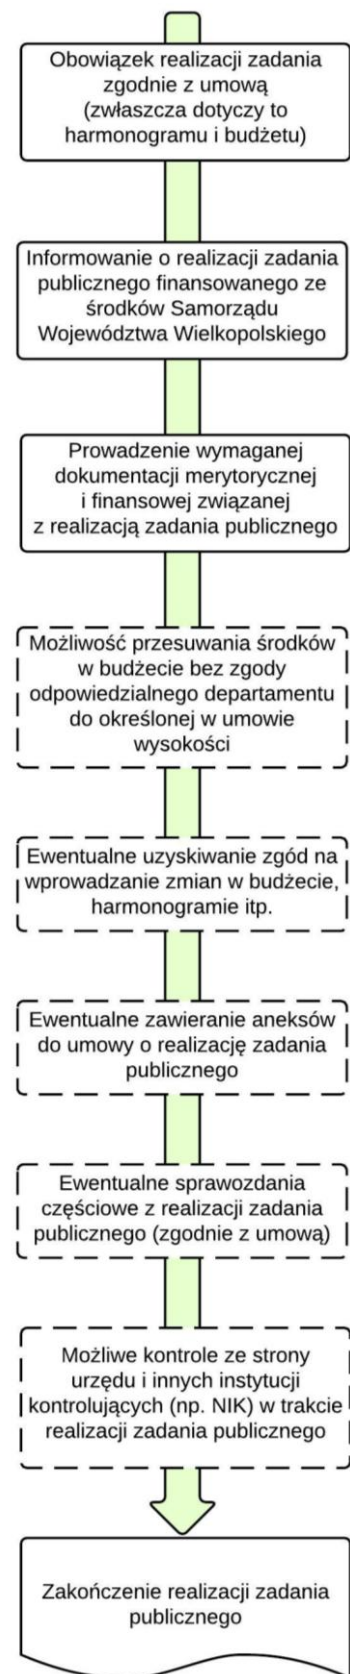 Obowiązek realizacji zadania
zgodnie z umową
(zwłaszcza dotyczy to
harmonogramu i budżetu)
Informowanie o realizacji zadania
publicznego finansowanego ze
środków Samorządu
Województwa Wielkopolskiego
Prowadzenie wymaganej
dokumentacji merytorycznej
i finansowej związanej
z realizacją zadania publicznego
Możliwość przesuwania środków
w budżecie bez zgody
odpowiedzialnego departamentu
do określonej w umowie
wysokości
Ewentualne uzyskiwanie zgód na
wprowadzanie zmian w budżecie,
harmonogramie itp.
Ewentualne zawieranie aneksów
do umowy o realizację zadania
publicznego
Ewentualne sprawozdania
częściowe z realizacji zadania
publicznego (zgodnie z umową)
Możliwe kontrole ze strony
urzędu i innych instytucji
kontrolujących (np. NIK) w trakcie
realizacji zadania publicznego
Zakończenie realizacji zadania
publicznego